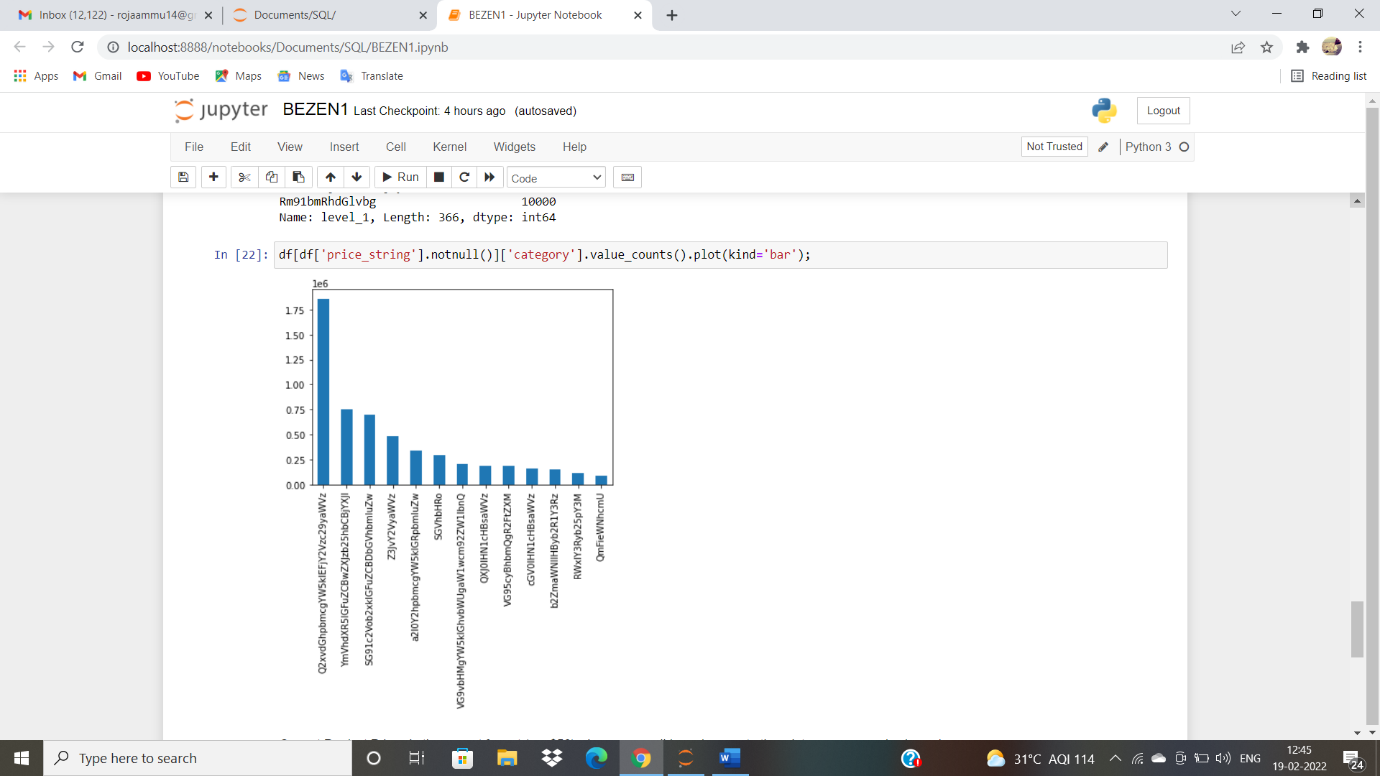 Inbox (12,122) - rojaammu14@g
Documents/SQL/
BEZEN1 - Jupyter Notebook
localhost:8888/notebooks/Documents/SQL/BEZEN1.ipynb
Apps Gmail YouTube Maps News Translate Reading list
jupyter BEZEN1 Last Checkpoint: 4 hours ago (autosaved) Logout
File Edit View Insert Cell Kernel Widgets Help Not Trusted Python 3
Run Code
Rm91bmRhdGlvbg 10000
Name: level_1, Length: 366, dtype: int64
In [22]: df[df['price_string'].notnull()]['category'].value_counts().plot(kind='bar');
1e6
1.75
1.50
1.25
1.00
0.75
0.50
0.25
0.00
Q2xvdGhpbmcgYW5kIEFjY2Vzc29yaWVz
YmVhdXR5IGFuZCBwZXJzb25hbCBjYXJl
SG91c2Vob2xkIGFuZCBDbGVhbmluZw
Z3JvY2VyaWVz
a2l0Y2hpbmcgYW5kIGRpbmluZw
SGVhbHRo
VG9vbHMgYW5kIGhvbWUgaW1wcm92ZW1lbnQ
QXJ0IHN1cHBsaWVz
VG95cyBhbmQgR2FtZXM
cGV0IHN1cHBsaWVz
b2ZmaWNlIHByb2R1Y3Rz
RWxlY3Ryb25pY3M
QmFieWNhcmU
Type here to search
31°C AQI 114 ENG
12:45
19-02-2022
24